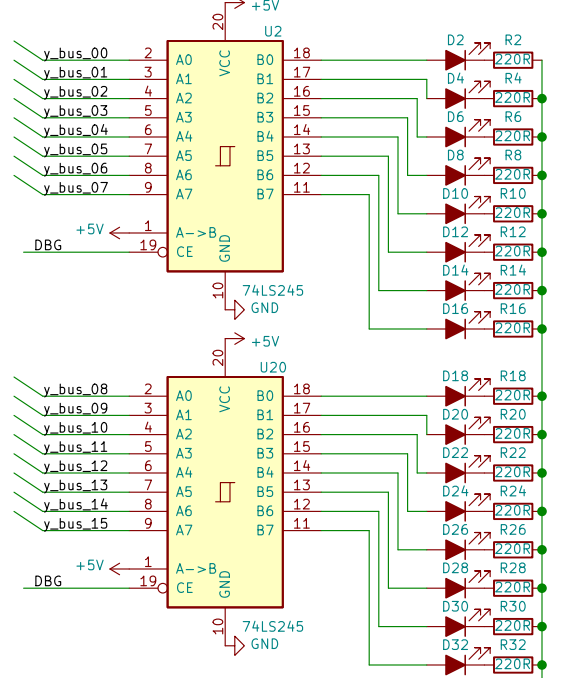 +5V
U2
20
VCC
y_bus_00 2 A0 B0 18 D2 R2 220R
y_bus_01 3 A1 B1 17 D4 R4 220R
y_bus_02 4 A2 B2 16 D6 R6 220R
y_bus_03 5 A3 B3 15 D8 R8 220R
y_bus_04 6 A4 B4 14 D10 R10 220R
y_bus_05 7 A5 B5 13 D12 R12 220R
y_bus_06 8 A6 B6 12 D14 R14 220R
y_bus_07 9 A7 B7 11 D16 R16 220R
+5V 1 A->B
DBG 19 CE
GND
10
74LS245
GND
+5V
U20
20
VCC
y_bus_08 2 A0 B0 18 D18 R18 220R
y_bus_09 3 A1 B1 17 D20 R20 220R
y_bus_10 4 A2 B2 16 D22 R22 220R
y_bus_11 5 A3 B3 15 D24 R24 220R
y_bus_12 6 A4 B4 14 D26 R26 220R
y_bus_13 7 A5 B5 13 D28 R28 220R
y_bus_14 8 A6 B6 12 D30 R30 220R
y_bus_15 9 A7 B7 11 D32 R32 220R
+5V 1 A->B
DBG 19 CE
GND
10
74LS245
GND